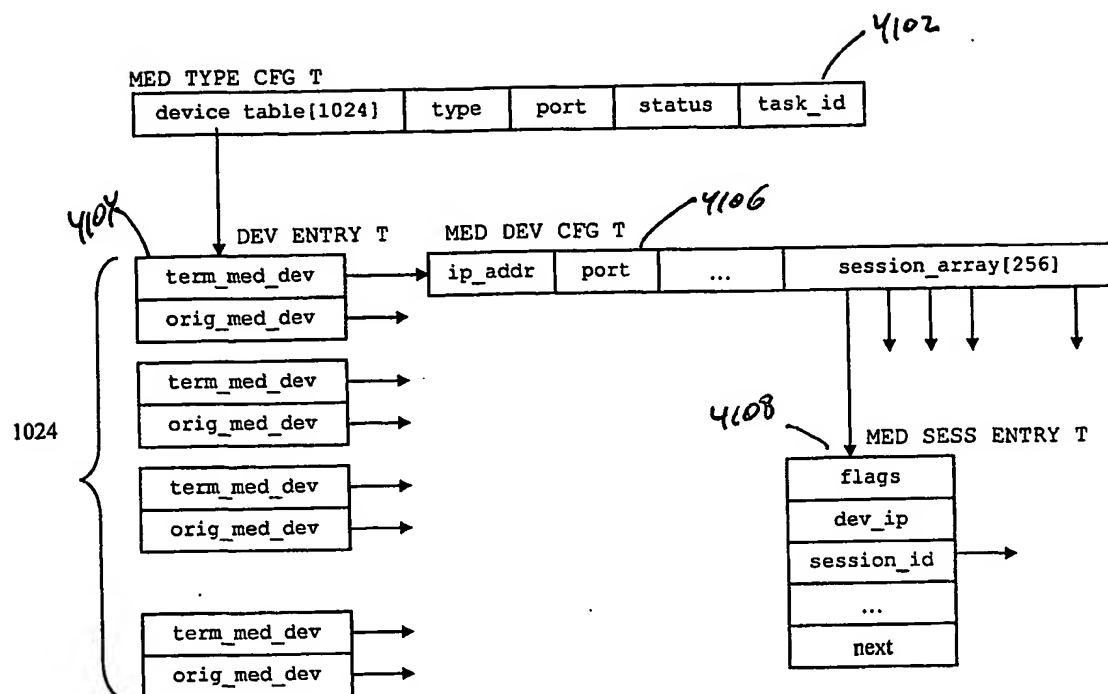 4102
MED TYPE CFG T
device table[1024] type port status task_id
4104
DEV ENTRY T
4106
MED DEV CFG T
term_med_dev
orig_med_dev
ip_addr port ... session_array[256]
term_med_dev
orig_med_dev
1024
term_med_dev
orig_med_dev
term_med_dev
orig_med_dev
4108
MED SESS ENTRY T
flags
dev_ip
session_id
...
next